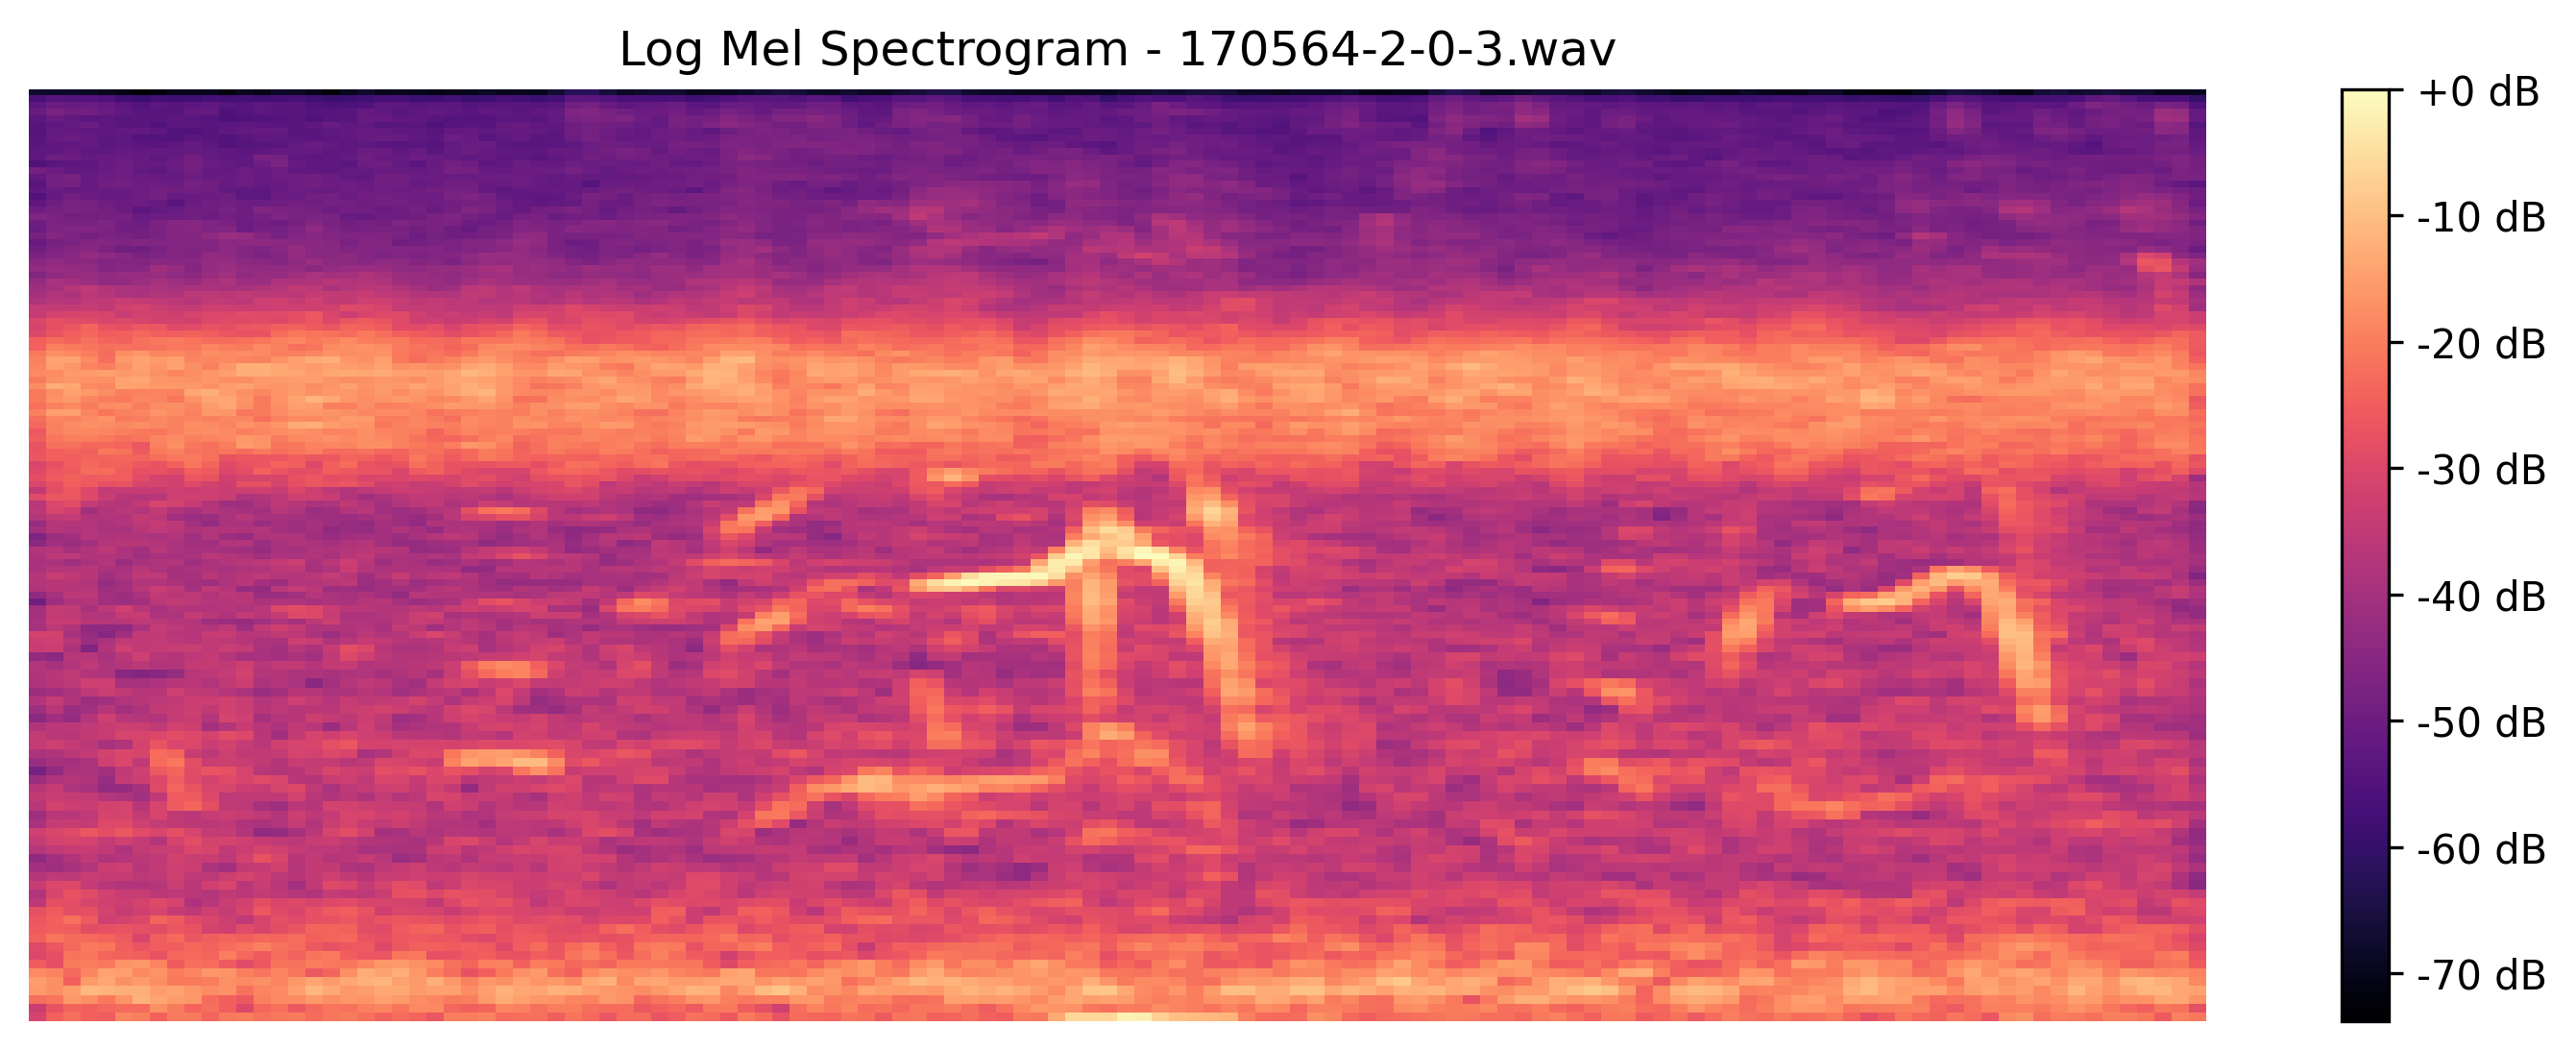 Log Mel Spectrogram - 170564-2-0-3.wav
+0 dB
-10 dB
-20 dB
-30 dB
-40 dB
-50 dB
-60 dB
-70 dB